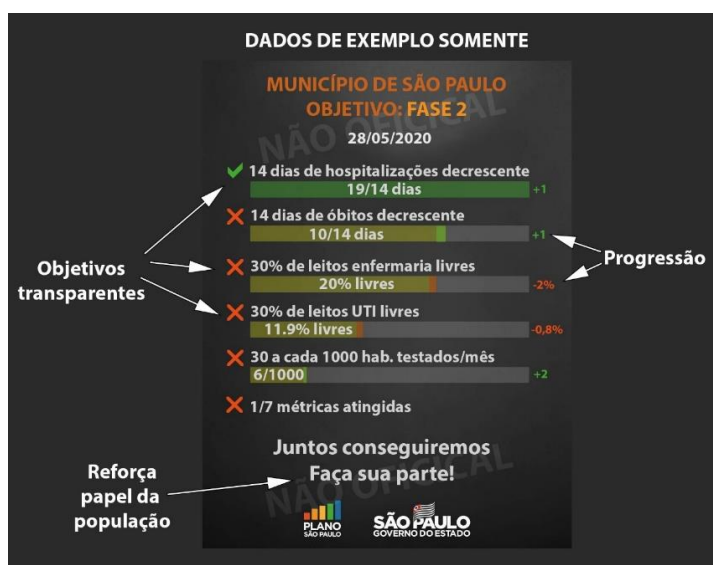 DADOS DE EXEMPLO SOMENTE
MUNICÍPIO DE SÃO PAULO
OBJETIVO: FASE 2
NÃO OFICICAL
28/05/2020
14 dias de hospitalizações decrescente
19/14 dias
+1
14 dias de óbitos decrescente
10/14 dias
+1
Progressão
Objetivos
transparentes
30% de leitos enfermaria livres
20% livres
-2%
30% de leitos UTI livres
11.9% livres
-0,8%
30 a cada 1000 hab. testados/mês
6/1000
+2
1/7 métricas atingidas
Juntos conseguiremos
Faça sua parte!
NÃO OFICICAL
Reforça
papel da
população
PLANO
SÃO PAULO
SÃO PAULO
GOVERNO DO ESTADO